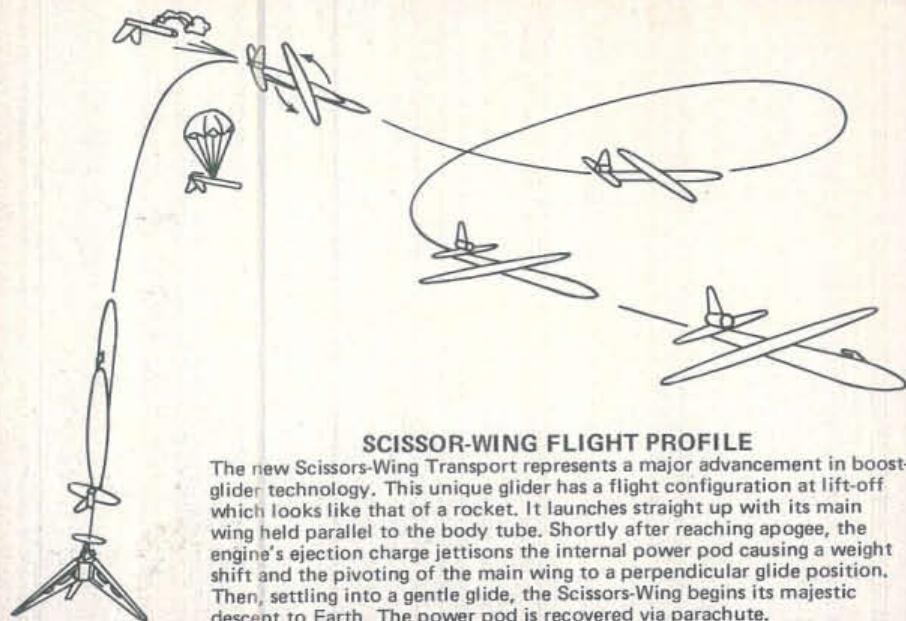 SCISSOR-WING FLIGHT PROFILE
The new Scissors-Wing Transport represents a major advancement in boost-
glider technology. This unique glider has a flight configuration at lift-off
which looks like that of a rocket. It launches straight up with its main
wing held parallel to the body tube. Shortly after reaching apogee, the
engine's ejection charge jettisons the internal power pod causing a weight
shift and the pivoting of the main wing to a perpendicular glide position.
Then, settling into a gentle glide, the Scissors-Wing begins its majestic
descent to Earth. The power pod is recovered via parachute.